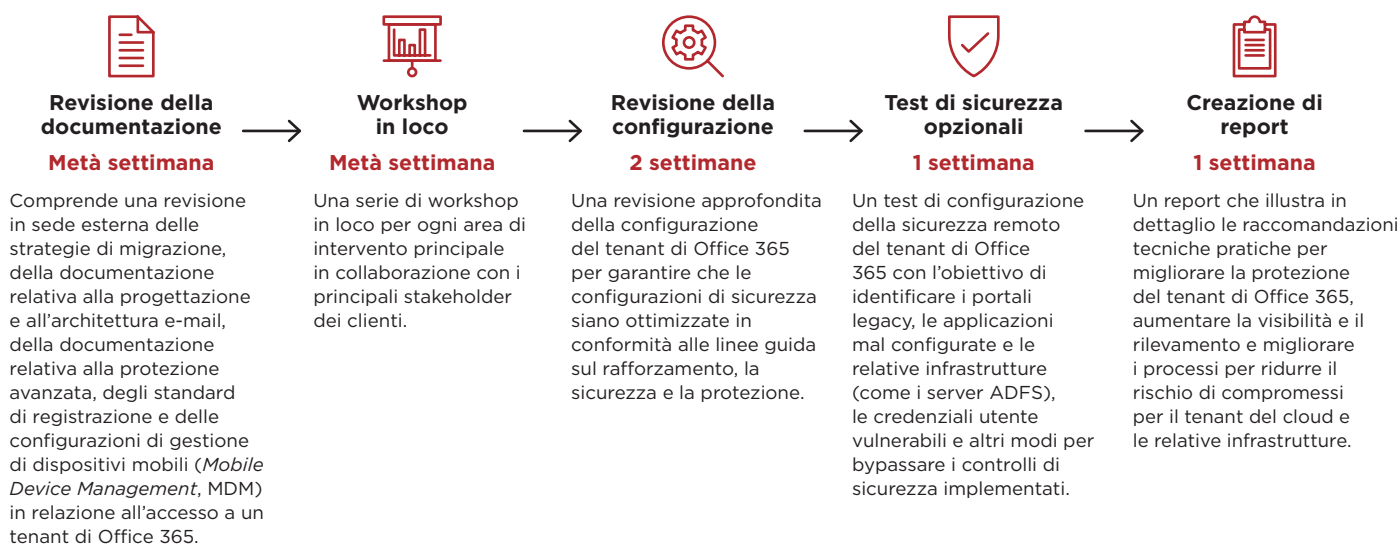 Revisione della
documentazione
Metà settimana
Comprende una revisione
in sede esterna delle
strategie di migrazione,
della documentazione
relativa alla progettazione
e all’architettura e-mail,
della documentazione
relativa alla protezione
avanzata, degli standard
di registrazione e delle
configurazioni di gestione
di dispositivi mobili (Mobile
Device Management, MDM)
in relazione all’accesso a un
tenant di Office 365.
Workshop
in loco
Metà settimana
Una serie di workshop
in loco per ogni area di
intervento principale
in collaborazione con i
principali stakeholder
dei clienti.
Revisione della
configurazione
2 settimane
Una revisione approfondita
della configurazione
del tenant di Office 365
per garantire che le
configurazioni di sicurezza
siano ottimizzate in
conformità alle linee guida
sul rafforzamento, la
sicurezza e la protezione.
Test di sicurezza
opzionali
1 settimana
Un test di configurazione
della sicurezza remoto
del tenant di Office
365 con l’obiettivo di
identificare i portali
legacy, le applicazioni
mal configurate e le
relative infrastrutture
(come i server ADFS),
le credenziali utente
vulnerabili e altri modi per
bypassare i controlli di
sicurezza implementati.
Creazione di
report
1 settimana
Un report che illustra in
dettaglio le raccomandazioni
tecniche pratiche per
migliorare la protezione
del tenant di Office 365,
aumentare la visibilità e il
rilevamento e migliorare
i processi per ridurre il
rischio di compromessi
per il tenant del cloud e
le relative infrastrutture.